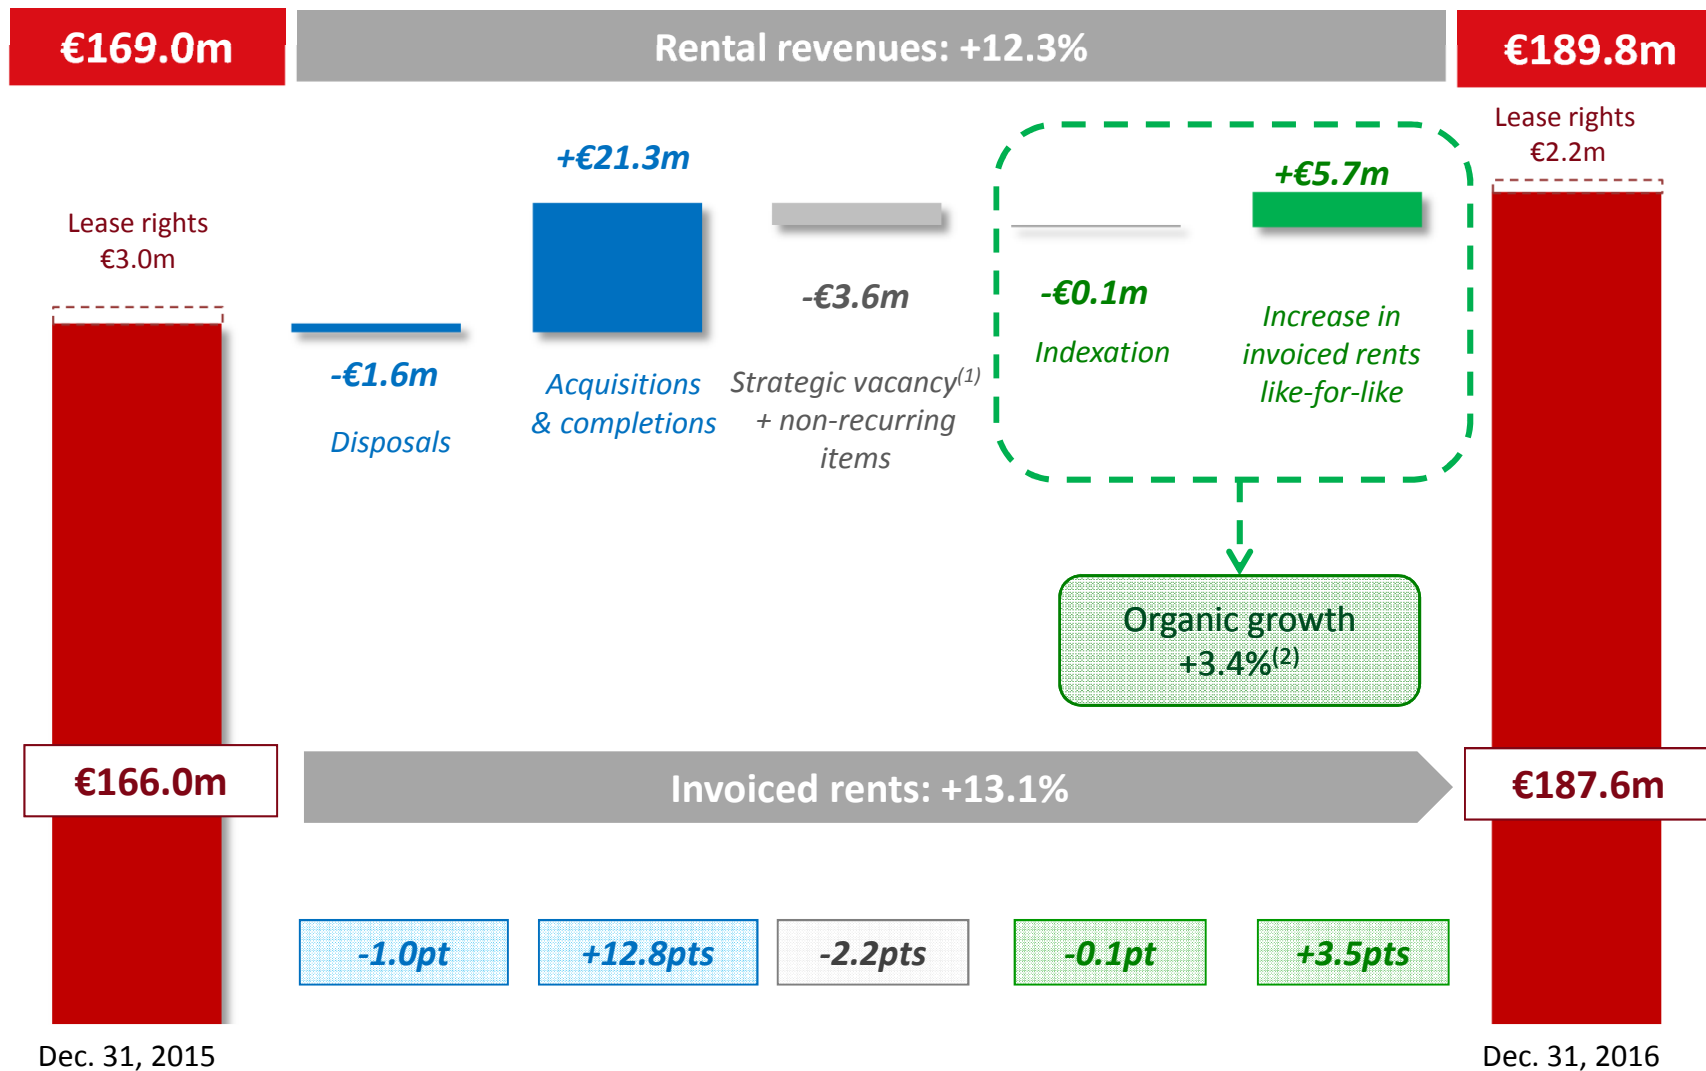 €169.0m
Rental revenues: +12.3%
€189.8m
Lease rights
€3.0m
-€1.6m
Disposals
+€21.3m
Acquisitions
& completions
-€3.6m
Strategic vacancy(1)
+ non-recurring
items
-€0.1m
Indexation
+€5.7m
Increase in
invoiced rents
like-for-like
Lease rights
€2.2m
Organic growth
+3.4%(2)
€166.0m
Invoiced rents: +13.1%
€187.6m
-1.0pt
+12.8pts
-2.2pts
-0.1pt
+3.5pts
Dec. 31, 2015
Dec. 31, 2016